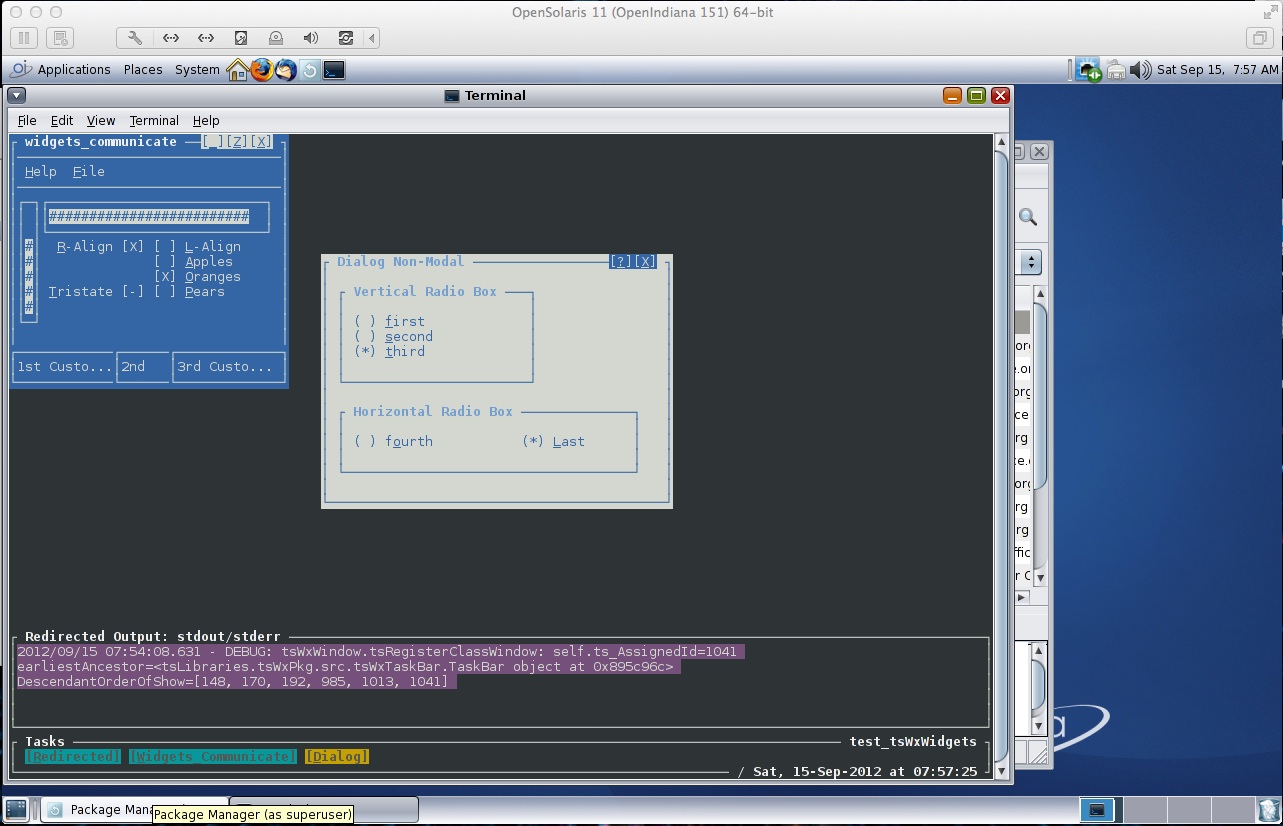 OpenSolaris 11 (OpenIndiana 151) 64-bit
Applications Places System Sat Sep 15, 7:57 AM
Terminal
File Edit View Terminal Help
widgets_communicate [_][Z][X]
Help File
#########################
R-Align [X] [ ] L-Align
[ ] Apples
[X] Oranges
Tristate [-] [ ] Pears
1st Custo... 2nd 3rd Custo...
Dialog Non-Modal [?][X]
Vertical Radio Box
( ) first
( ) second
(*) third
Horizontal Radio Box
( ) fourth (*) Last
Redirected Output: stdout/stderr
2012/09/15 07:54:08.631 - DEBUG: tsWxWindow.tsRegisterClassWindow: self.ts_AssignedId=1041
earliestAncestor=<tsLibraries.tsWxPkg.src.tsWxTaskBar.TaskBar object at 0x895c96c>
DescendantOrderOfShow=[148, 170, 192, 985, 1013, 1041]
Tasks test_tsWxWidgets
[Redirected] [Widgets_Communicate] [Dialog]
/ Sat, 15-Sep-2012 at 07:57:25
Package Mana
Package Manager (as superuser)